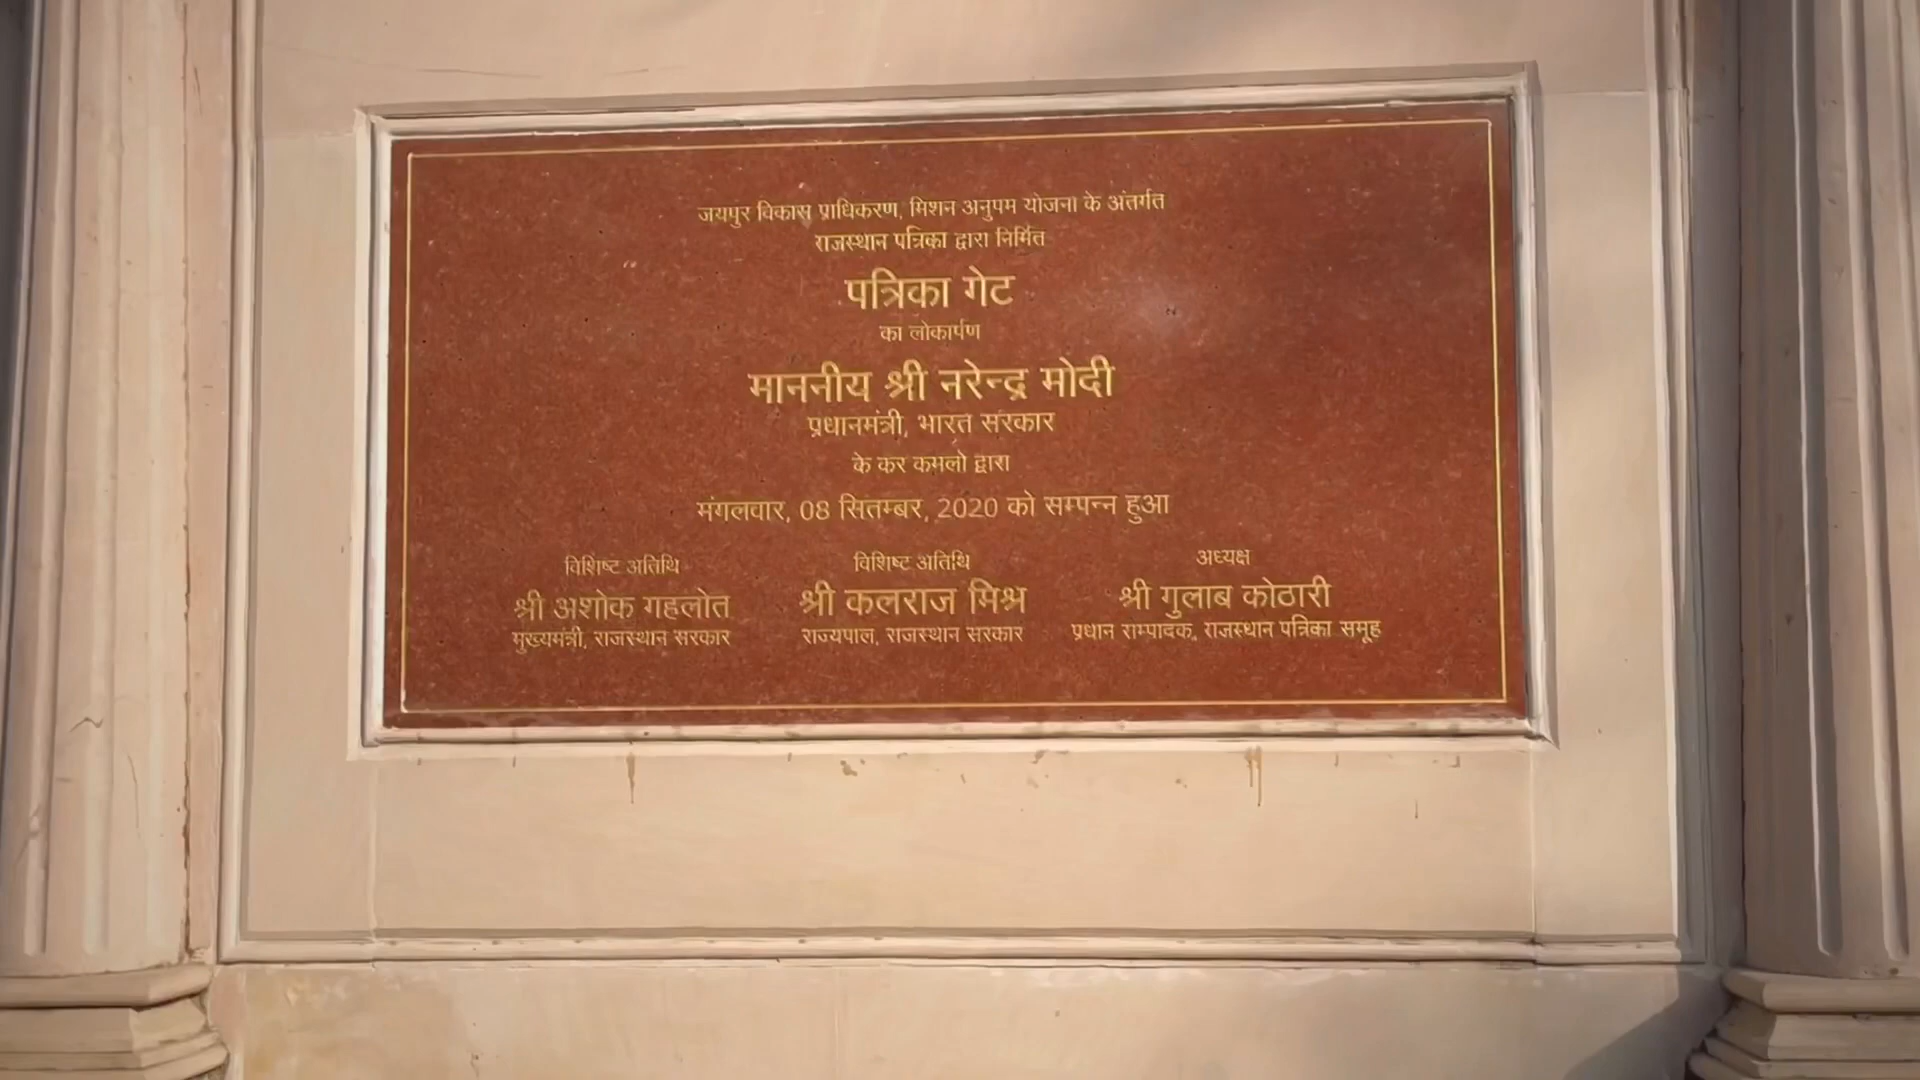 जयपुर विकास प्राधिकरण, मिशन अनुपम योजना के अंतर्गत
राजस्थान पत्रिका द्वारा निर्मित
पत्रिका गेट
का लोकार्पण
माननीय श्री नरेन्द्र मोदी
प्रधानमंत्री, भारत सरकार
के कर कमलो द्वारा
मंगलवार, 08 सितम्बर, 2020 को सम्पन्न हुआ
विशिष्ट अतिथि
श्री अशोक गहलोत
मुख्यमंत्री, राजस्थान सरकार
विशिष्ट अतिथि
श्री कलराज मिश्र
राज्यपाल, राजस्थान सरकार
अध्यक्ष
श्री गुलाब कोठारी
प्रधान सम्पादक, राजस्थान पत्रिका समूह